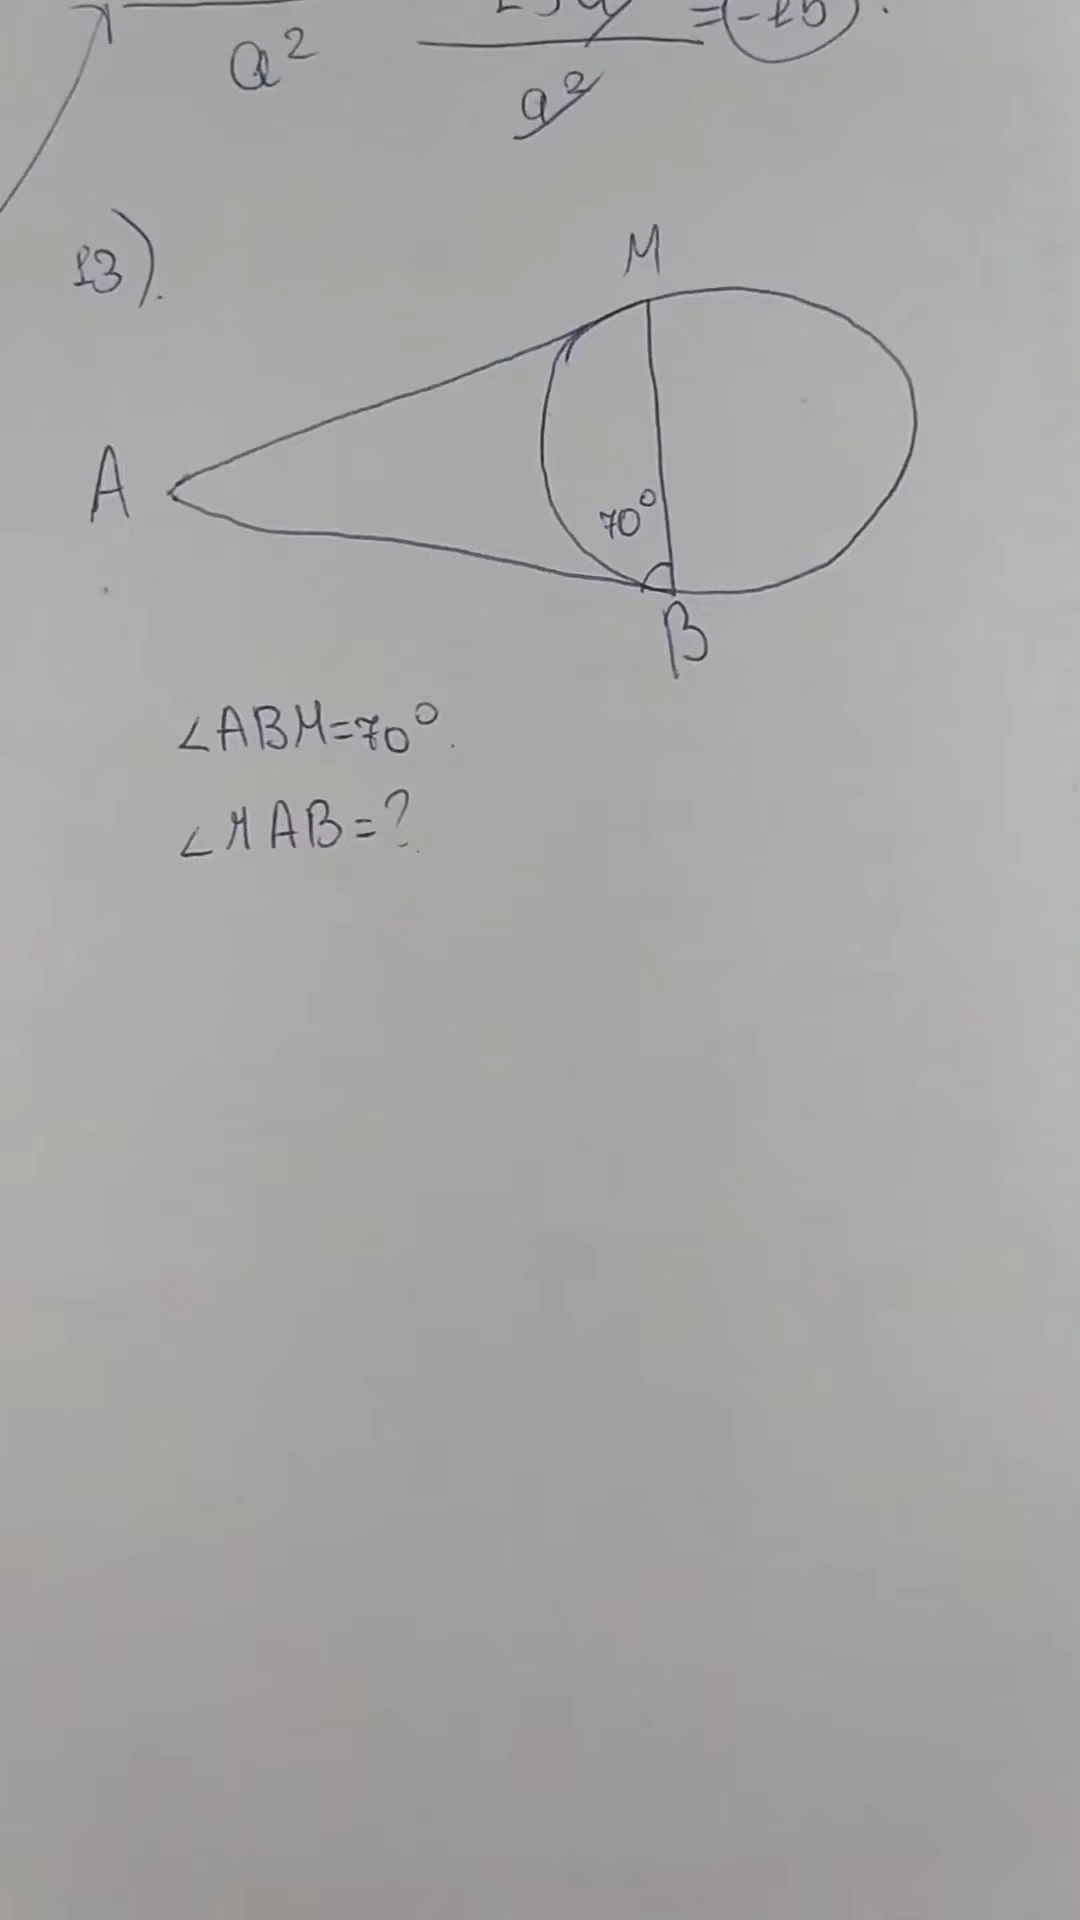 a²
a²
= -15
13).
M
A
70°
B
∠ABM=70°.
∠MAB=?